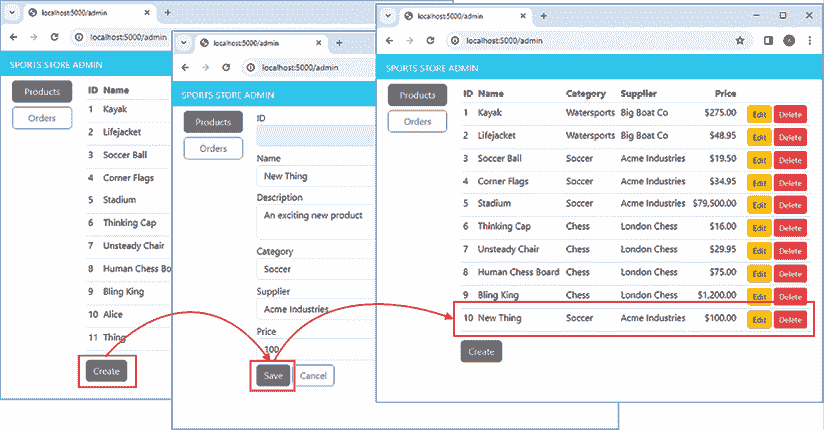 localhost:5000/admin
localhost:5000/admin
SPORTS STORE ADMIN
Products
Orders
ID Name
1 Kayak
2 Lifejacket
3 Soccer Ball
4 Corner Flags
5 Stadium
6 Thinking Cap
7 Unsteady Chair
8 Human Chess Bo
9 Bling King
10 Alice
11 Thing
Create
localhost:5000/admin
localhost:5000/admin
SPORTS STORE ADMIN
Products
Orders
ID
Name
New Thing
Description
An exciting new product
Category
Soccer
Supplier
Acme Industries
Price
100
Save Cancel
localhost:5000/admin
localhost:5000/admin
SPORTS STORE ADMIN
Products
Orders
ID Name Category Supplier Price
1 Kayak Watersports Big Boat Co $275.00 Edit Delete
2 Lifejacket Watersports Big Boat Co $48.95 Edit Delete
3 Soccer Ball Soccer Acme Industries $19.50 Edit Delete
4 Corner Flags Soccer Acme Industries $34.95 Edit Delete
5 Stadium Soccer Acme Industries $79,500.00 Edit Delete
6 Thinking Cap Chess London Chess $16.00 Edit Delete
7 Unsteady Chair Chess London Chess $29.95 Edit Delete
8 Human Chess Board Chess London Chess $75.00 Edit Delete
9 Bling King Chess London Chess $1,200.00 Edit Delete
10 New Thing Soccer Acme Industries $100.00 Edit Delete
Create